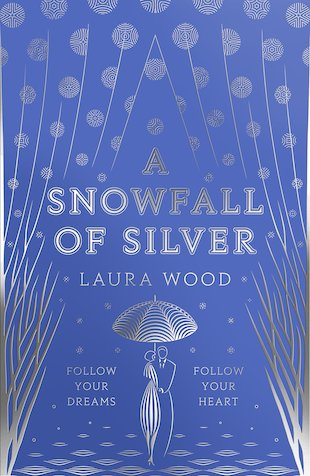 A
SNOWFALL
OF SILVER
LAURA WOOD
FOLLOW
YOUR
DREAMS
FOLLOW
YOUR
HEART